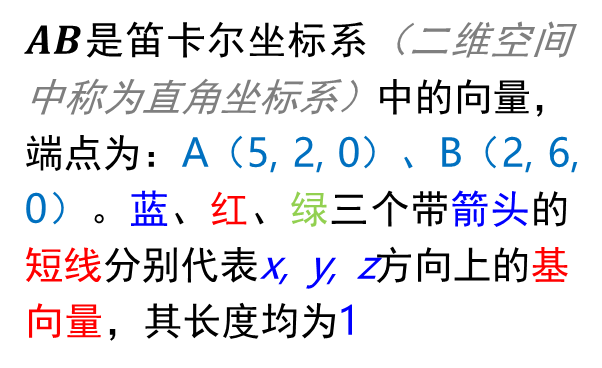 AB是笛卡尔坐标系（二维空间
中称为直角坐标系）中的向量，
端点为：A（5, 2, 0）、B（2, 6,
0）。蓝、红、绿三个带箭头的
短线分别代表x, y, z方向上的基
向量，其长度均为1